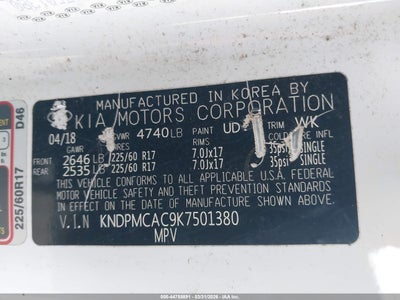 D46
225/60R17
3
MANUFACTURED IN KOREA BY
KIA MOTORS CORPORATION
04/18 GVWR 4740LB PAINT UD TRIM WK
GAWR TIRES RIMS COLD TIRE INFL
FRONT 2646 LB 225/60 R17 7.0Jx17 35psi SINGLE
REAR 2535 LB 225/60 R17 7.0Jx17 35psi SINGLE
THIS VEHICLE CONFORMS TO ALL APPLICABLE U.S.A. FEDERAL
MOTOR VEHICLE SAFETY AND THEFT PREVENTION STANDARDS
IN EFFECT ON THE DATE OF MANUFACTURE SHOWN ABOVE.
V.I.N KNDPMCAC9K7501380
MPV